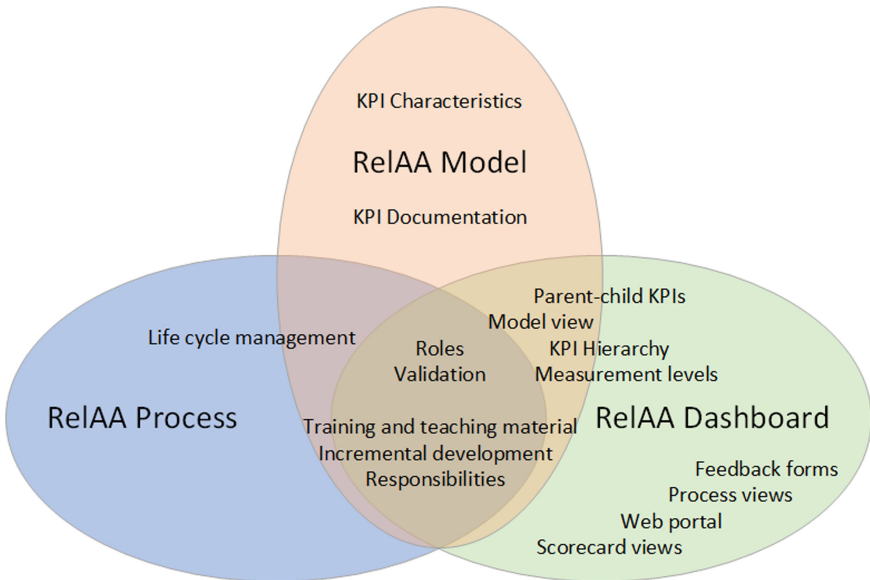 KPI Characteristics
RelAA Model
KPI Documentation
Parent-child KPIs
Model view
Life cycle management
Roles
KPI Hierarchy
Validation
Measurement levels
RelAA Process
RelAA Dashboard
Training and teaching material
Incremental development
Responsibilities
Feedback forms
Process views
Web portal
Scorecard views